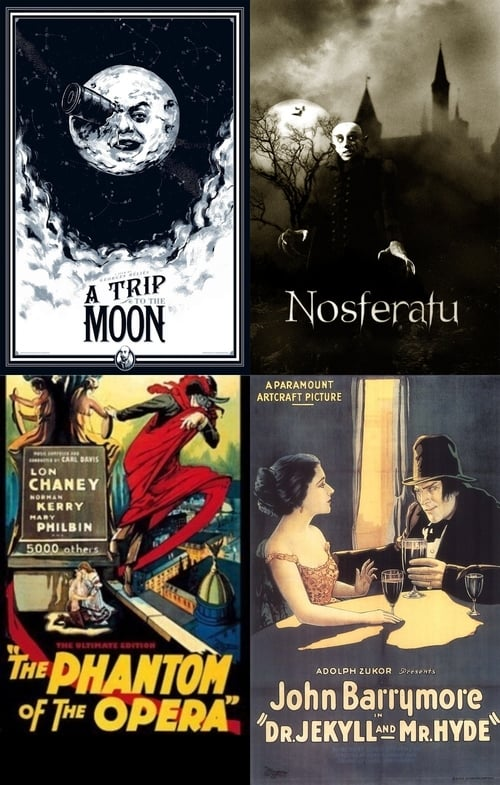 GEORGES MÉLIÈS
A TRIP
TO THE
MOON
Nosferatu
MUSIC COMPOSED AND
CONDUCTED BY CARL DAVIS
LON
CHANEY
NORMAN
KERRY
MARY
PHILBIN
5000 others
THE ULTIMATE EDITION
"THE PHANTOM
OF THE OPERA"
A PARAMOUNT
ARTCRAFT PICTURE
ADOLPH ZUKOR Presents
John Barrymore
IN
"DR. JEKYLL AND MR. HYDE"